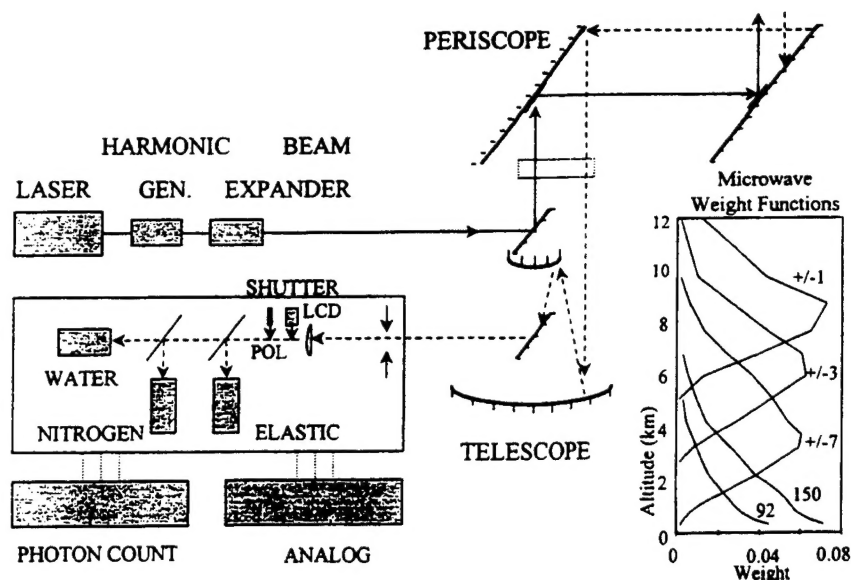 PERISCOPE
HARMONIC BEAM
LASER GEN. EXPANDER
Microwave
Weight Functions
SHUTTER
LCD
POL
WATER
NITROGEN ELASTIC
TELESCOPE
PHOTON COUNT ANALOG
12
10
8
6
4
2
0
Altitude (km)
+/-1
+/-3
+/-7
150
92
0 0.04 0.08
Weight